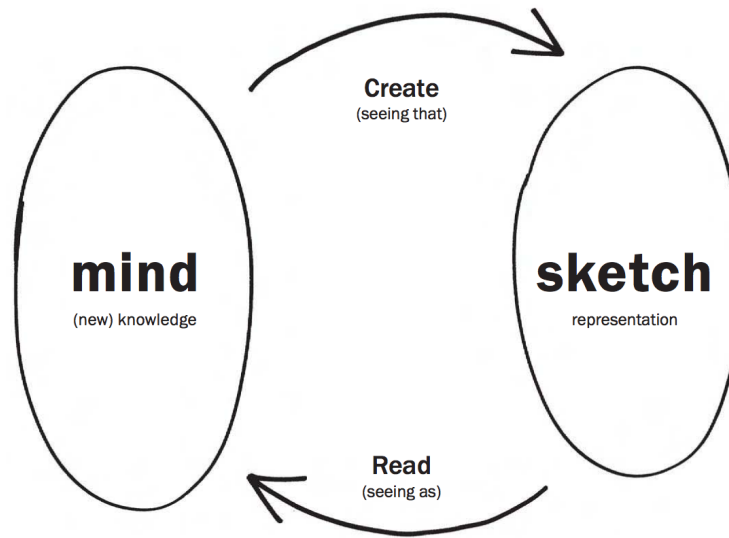 Create
(seeing that)
mind
(new) knowledge
sketch
representation
Read
(seeing as)